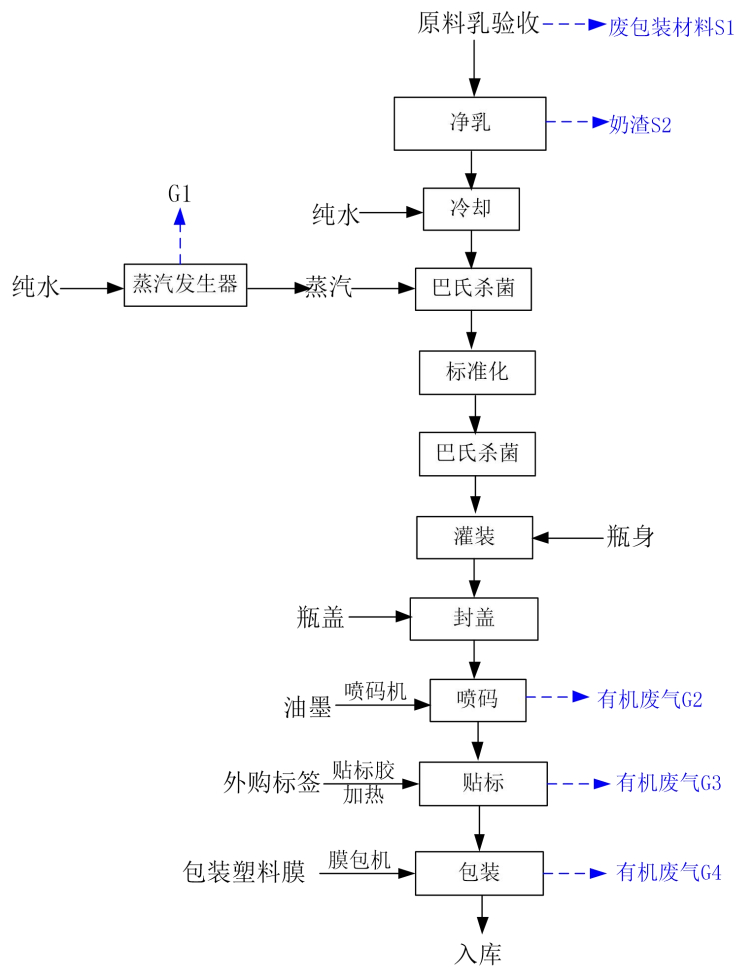 原料乳验收
废包装材料S1
净乳
奶渣S2
G1
纯水
冷却
纯水
蒸汽发生器
蒸汽
巴氏杀菌
标准化
巴氏杀菌
灌装
瓶身
瓶盖
封盖
油墨
喷码机
喷码
有机废气G2
外购标签
贴标胶
加热
贴标
有机废气G3
包装塑料膜
膜包机
包装
有机废气G4
入库